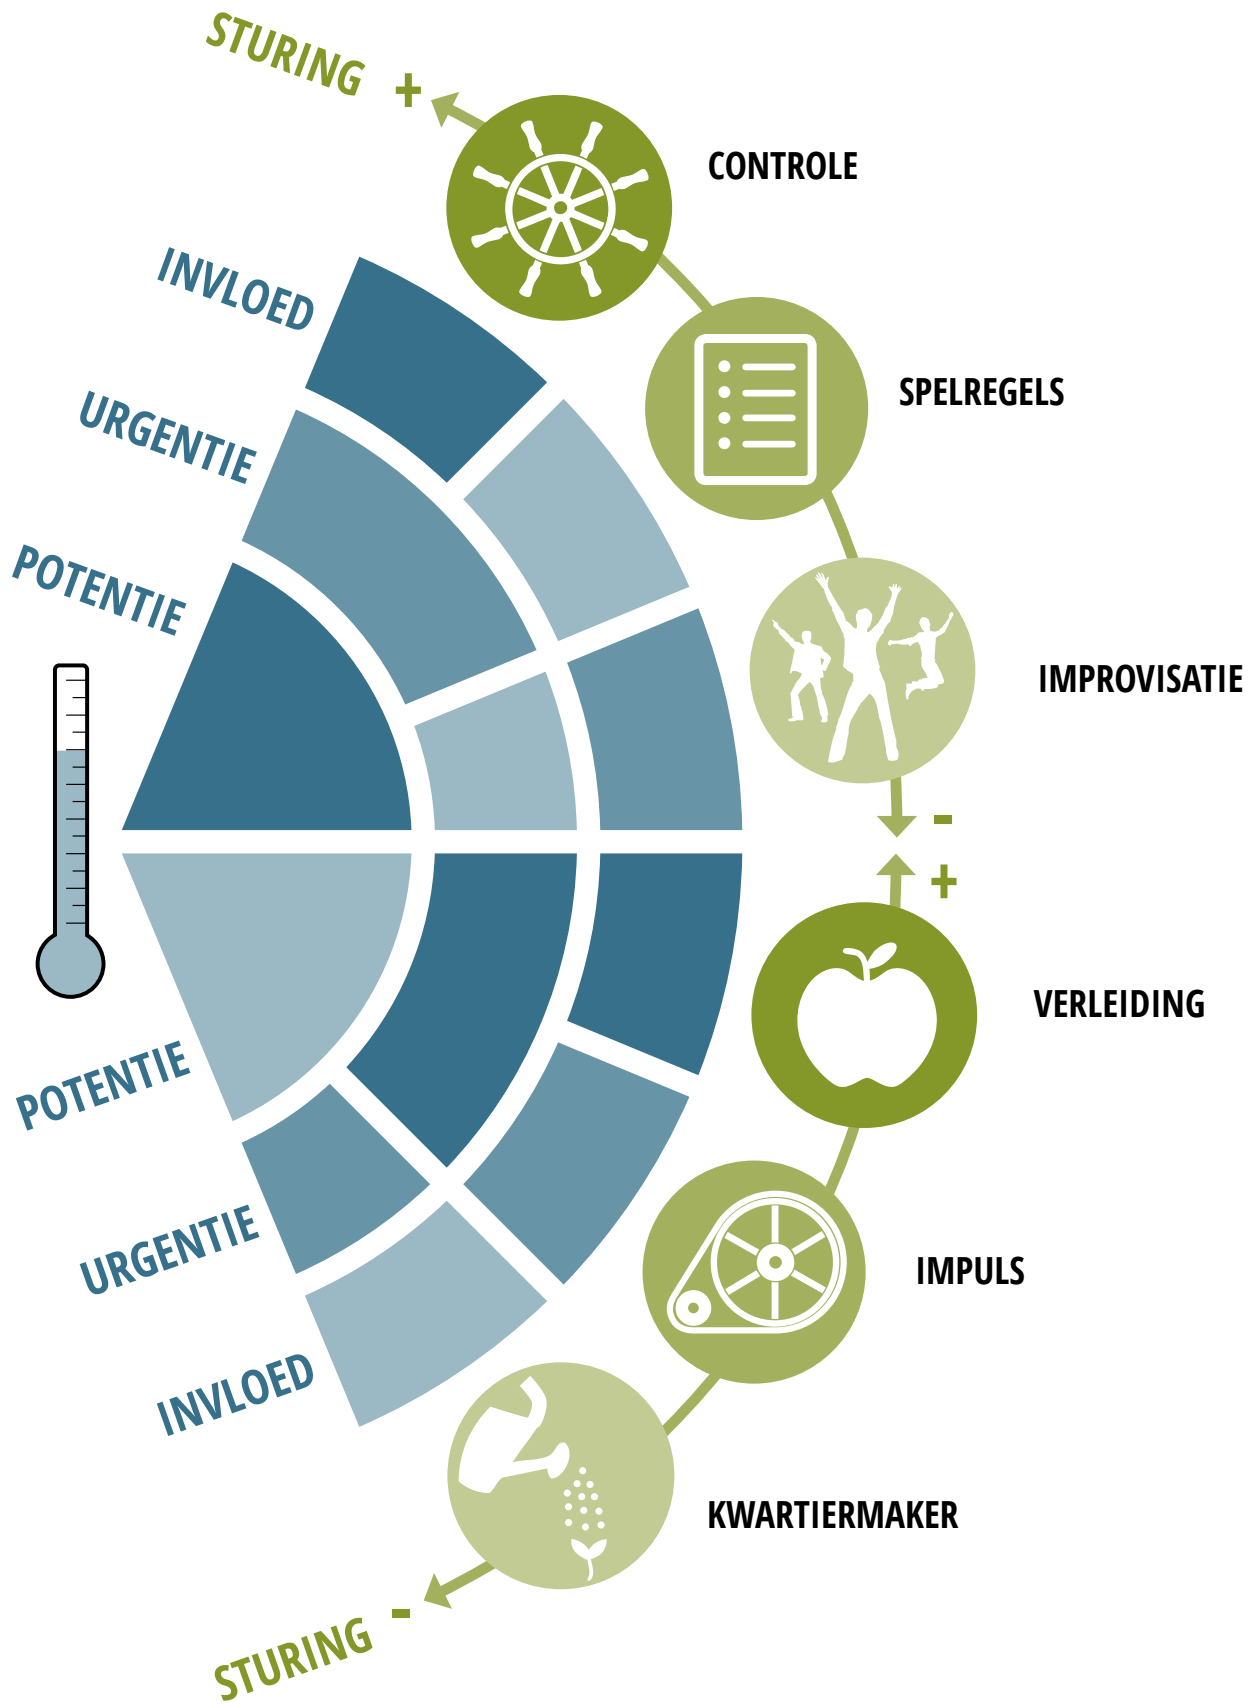 STURING +
CONTROLE
INVLOED
SPELREGELS
URGENTIE
POTENTIE
IMPROVISATIE
-
+
VERLEIDING
POTENTIE
URGENTIE
IMPULS
INVLOED
KWARTIERMAKER
STURING -